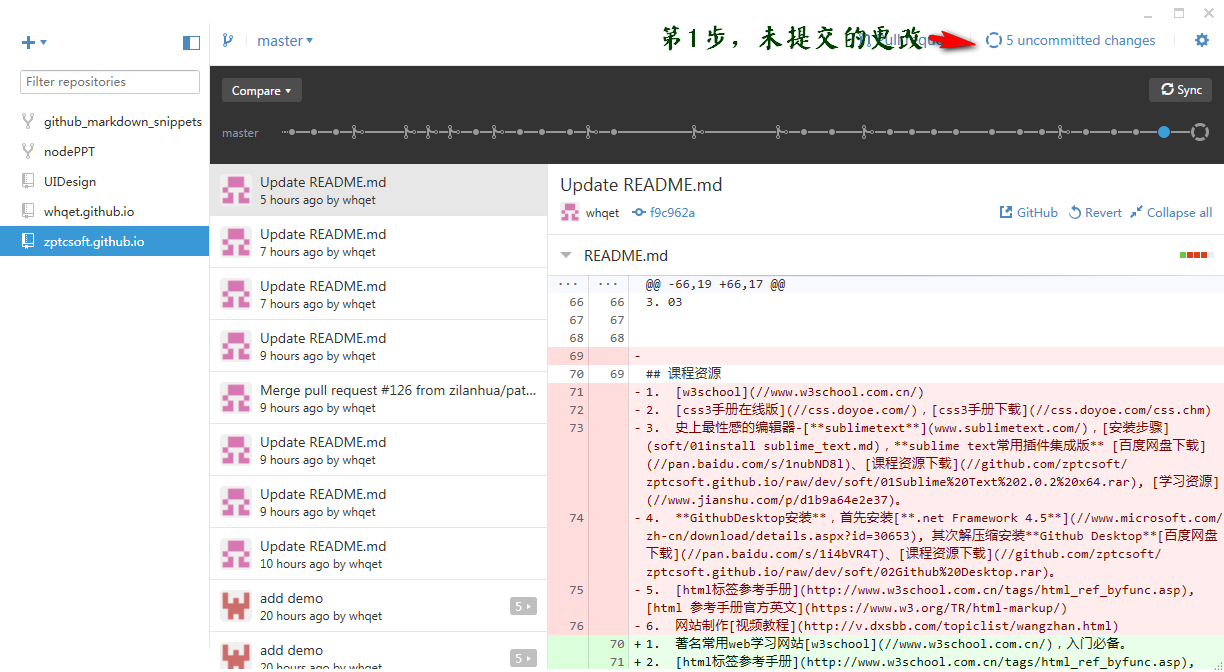 第1步，未提交的更改
master
5 uncommitted changes
Filter repositories
github_markdown_snippets
nodePPT
UIDesign
whqet.github.io
zptcsoft.github.io
Compare
Sync
master
Update README.md
5 hours ago by whqet
Update README.md
7 hours ago by whqet
Update README.md
7 hours ago by whqet
Update README.md
9 hours ago by whqet
Merge pull request #126 from zilanhua/pat...
9 hours ago by whqet
Update README.md
9 hours ago by whqet
Update README.md
9 hours ago by whqet
Update README.md
10 hours ago by whqet
add demo
20 hours ago by whqet
5
add demo
20 hours ago by whqet
5
Update README.md
whqet f9c962a
GitHub Revert Collapse all
README.md
... ... @@ -66,19 +66,17 @@
66 66 3. 03
67 67
68 68
69 -
70 69 ## 课程资源
71 - 1. [w3school](//www.w3school.com.cn/)
72 - 2. [css3手册在线版](//css.doyoe.com/)，[css3手册下载](//css.doyoe.com/css.chm)
73 - 3. 史上最性感的编辑器-[**sublimetext**](www.sublimetext.com/)，[安装步骤]
(soft/01install sublime_text.md)，**sublime text常用插件集成版** [百度网盘下载]
(//pan.baidu.com/s/1nubND8l)、[课程资源下载](//github.com/zptcsoft/
zptcsoft.github.io/raw/dev/soft/01Sublime%20Text%202.0.2%20x64.rar)，[学习资源]
(//www.jianshu.com/p/d1b9a64e2e37)。
74 - 4. **GithubDesktop安装**，首先安装[**.net Framework 4.5**](//www.microsoft.com/
zh-cn/download/details.aspx?id=30653)，其次解压缩安装**Github Desktop**[百度网盘
下载](//pan.baidu.com/s/1i4bVR4T)、[课程资源下载](//github.com/zptcsoft/
zptcsoft.github.io/raw/dev/soft/02Github%20Desktop.rar)。
75 - 5. [html标签参考手册](http://www.w3school.com.cn/tags/html_ref_byfunc.asp)，
[html 参考手册官方英文](https://www.w3.org/TR/html-markup/)
76 - 6. 网站制作[视频教程](http://v.dxsbb.com/topiclist/wangzhan.html)
70 + 1. 著名常用web学习网站[w3school](//www.w3school.com.cn/)，入门必备。
71 + 2. [html标签参考手册](http://www.w3school.com.cn/tags/html_ref_byfunc.asp)，